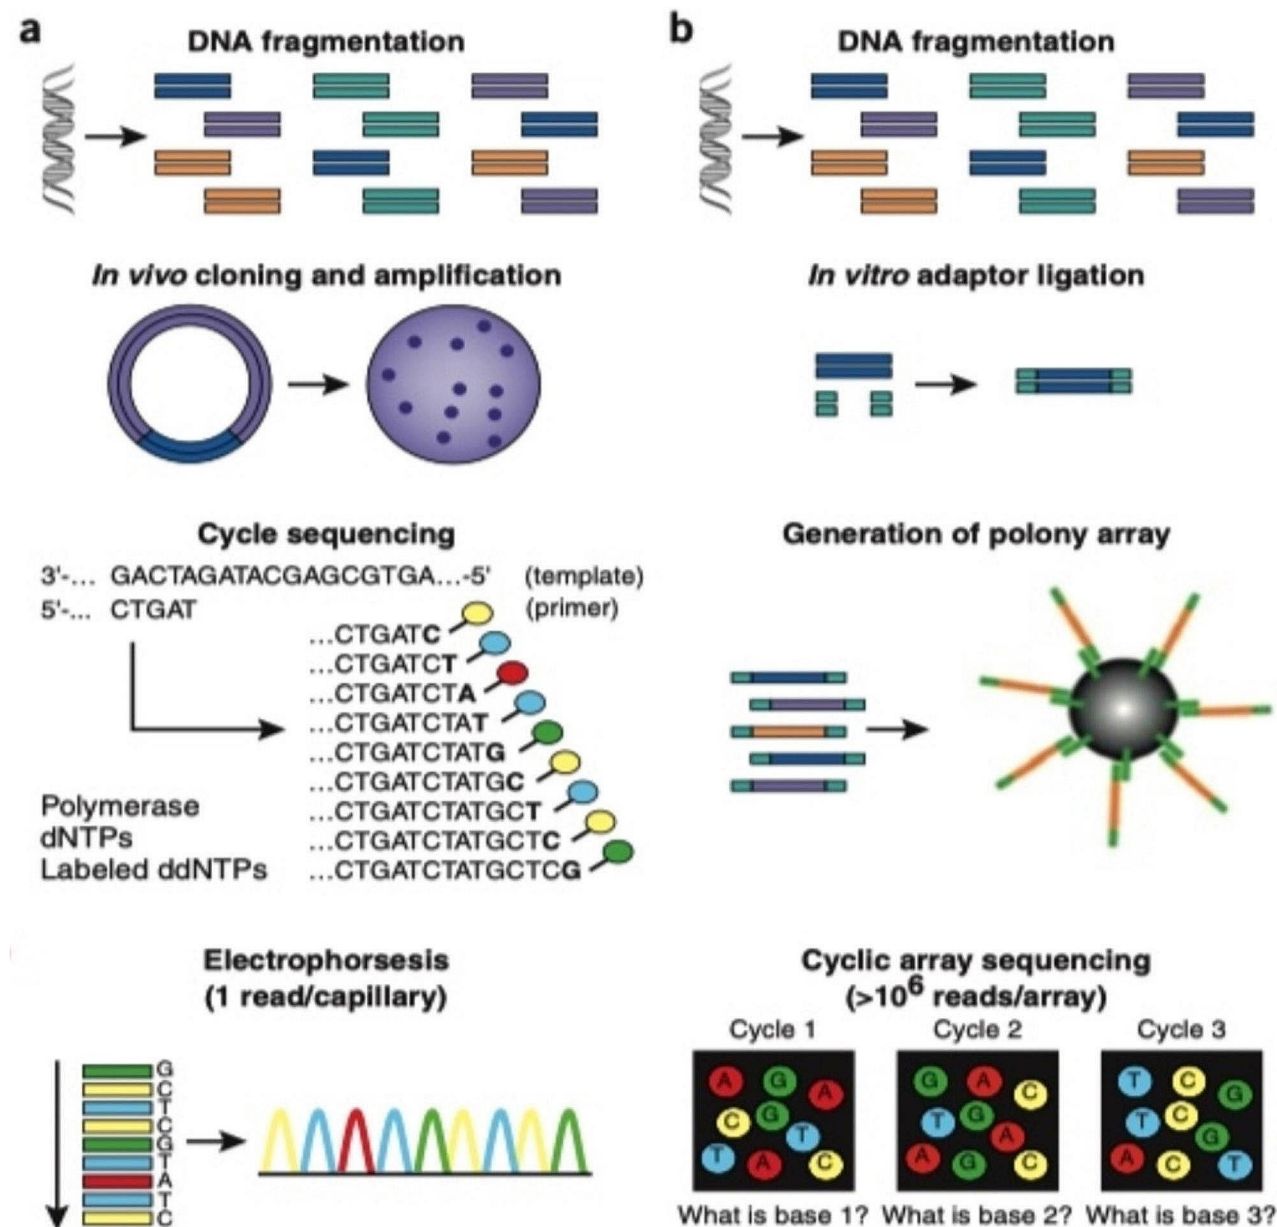 a
DNA fragmentation
In vivo cloning and amplification
Cycle sequencing
3'-... GACTAGATACGAGCGTGA...-5' (template)
5'-... CTGAT (primer)
...CTGATC
...CTGATCT
...CTGATCTA
...CTGATCTAT
...CTGATCTATG
...CTGATCTATGC
...CTGATCTATGCT
...CTGATCTATGCTC
...CTGATCTATGCTCG
Polymerase
dNTPs
Labeled ddNTPs
Electrophorsesis
(1 read/capillary)
G
C
T
C
G
T
A
T
C
b
DNA fragmentation
In vitro adaptor ligation
Generation of polony array
Cyclic array sequencing
(>10⁶ reads/array)
Cycle 1
A G A
C G T
T A C
What is base 1?
Cycle 2
G A C
T G A
A G C
What is base 2?
Cycle 3
T C G
T C G
A C T
What is base 3?